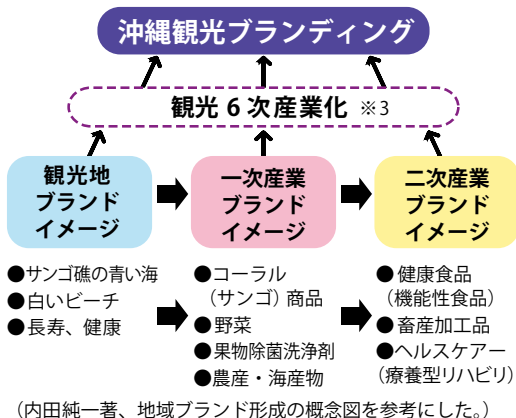 沖縄観光ブランディング
観光6次産業化 ※3
観光地
ブランド
イメージ
一次産業
ブランド
イメージ
二次産業
ブランド
イメージ
●サンゴ礁の青い海
●白いビーチ
●長寿、健康
●コーラル
（サンゴ）商品
●野菜
●果物除菌洗浄剤
●農産・海産物
●健康食品
（機能性食品）
●畜産加工品
●ヘルスケアー
（療養型リハビリ）
（内田純一著、地域ブランド形成の概念図を参考にした。）